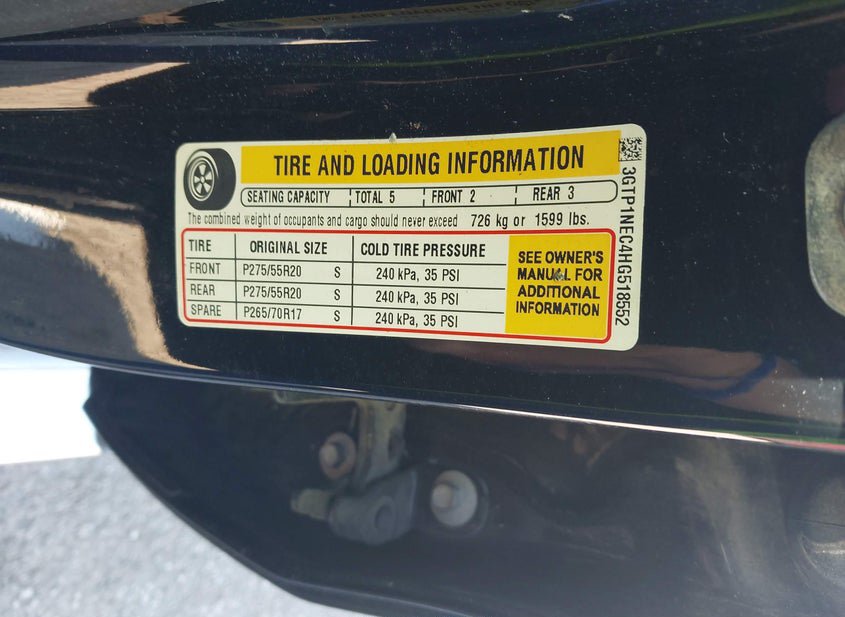 TIRE AND LOADING INFORMATION
SEATING CAPACITY TOTAL 5 FRONT 2 REAR 3
The combined weight of occupants and cargo should never exceed 726 kg or 1599 lbs.
TIRE ORIGINAL SIZE COLD TIRE PRESSURE
FRONT P275/55R20 S 240 kPa, 35 PSI
REAR P275/55R20 S 240 kPa, 35 PSI
SPARE P265/70R17 S 240 kPa, 35 PSI
SEE OWNER'S
MANUAL FOR
ADDITIONAL
INFORMATION
3GTP1NEC4HG518552